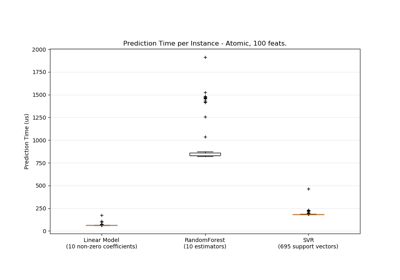 Prediction Time per Instance - Atomic, 100 feats.
Prediction Time (us)
2000
1750
1500
1250
1000
750
500
250
0
Linear Model
(10 non-zero coefficients)
RandomForest
(10 estimators)
SVR
(695 support vectors)